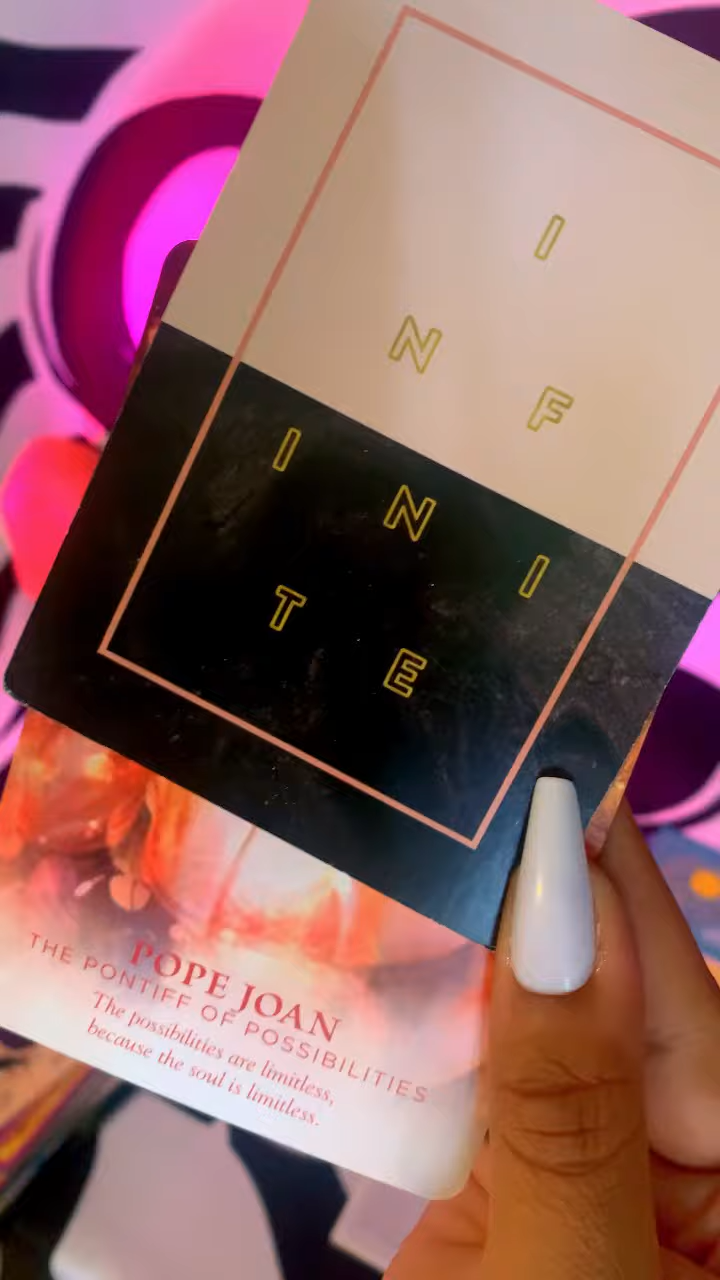 I
N F
I N I
T E
POPE JOAN
THE PONTIFF OF POSSIBILITIES
The possibilities are limitless,
because the soul is limitless.